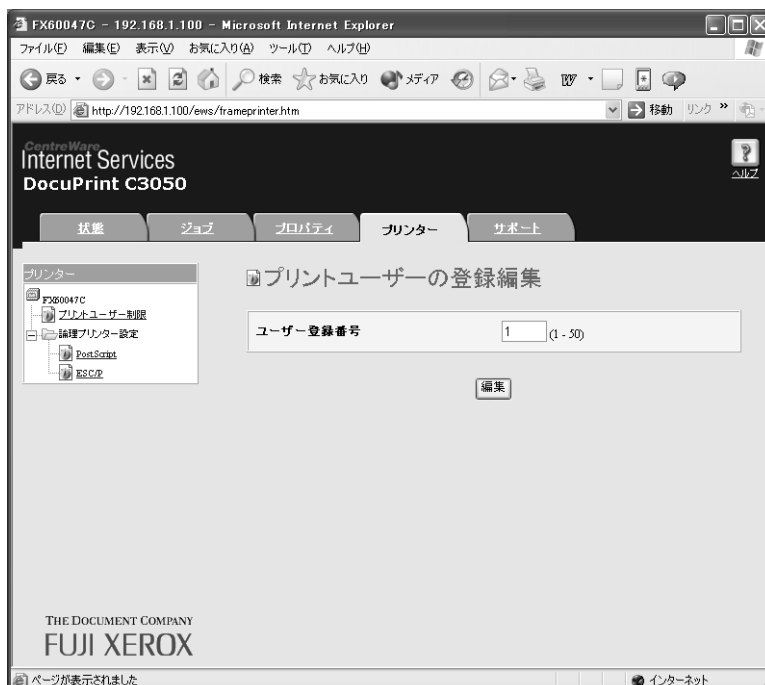 FX60047C - 192.168.1.100 - Microsoft Internet Explorer
ファイル(F) 編集(E) 表示(V) お気に入り(A) ツール(T) ヘルプ(H)
戻る 検索 お気に入り メディア
アドレス(D) http://192.168.1.100/ews/frameprinter.htm 移動 リンク »
CentreWare
Internet Services
DocuPrint C3050
ヘルプ
状態 ジョブ プロパティ プリンター サポート
プリンター
FX60047C
プリントユーザー制限
論理プリンター設定
PostScript
ESC/P
プリントユーザーの登録編集
ユーザー登録番号 1 (1 - 50)
編集
THE DOCUMENT COMPANY
FUJI XEROX
ページが表示されました インターネット